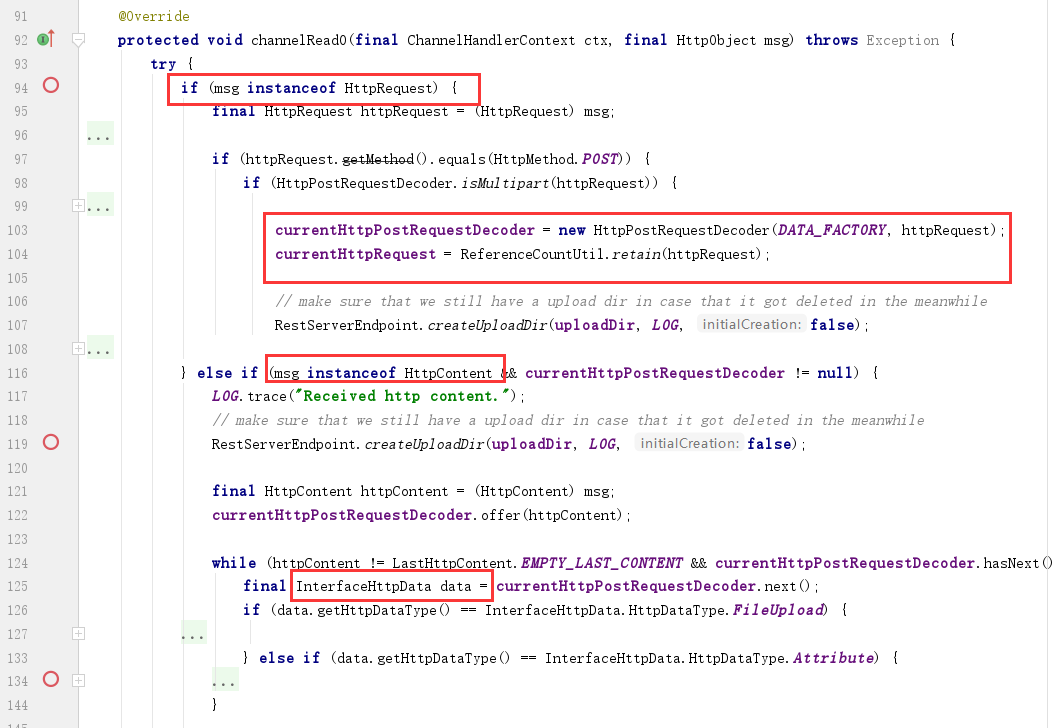 91 @Override
92 protected void channelRead0(final ChannelHandlerContext ctx, final HttpObject msg) throws Exception {
93 try {
94 if (msg instanceof HttpRequest) {
95 final HttpRequest httpRequest = (HttpRequest) msg;
96 ...
97 if (httpRequest.getMethod().equals(HttpMethod.POST)) {
98 if (HttpPostRequestDecoder.isMultipart(httpRequest)) {
99 ...
103 currentHttpPostRequestDecoder = new HttpPostRequestDecoder(DATA_FACTORY, httpRequest);
104 currentHttpRequest = ReferenceCountUtil.retain(httpRequest);
105
106 // make sure that we still have a upload dir in case that it got deleted in the meanwhile
107 RestServerEndpoint.createUploadDir(uploadDir, LOG, initialCreation: false);
108 ...
116 } else if (msg instanceof HttpContent && currentHttpPostRequestDecoder != null) {
117 LOG.trace("Received http content.");
118 // make sure that we still have a upload dir in case that it got deleted in the meanwhile
119 RestServerEndpoint.createUploadDir(uploadDir, LOG, initialCreation: false);
120
121 final HttpContent httpContent = (HttpContent) msg;
122 currentHttpPostRequestDecoder.offer(httpContent);
123
124 while (httpContent != LastHttpContent.EMPTY_LAST_CONTENT && currentHttpPostRequestDecoder.hasNext()
125 final InterfaceHttpData data = currentHttpPostRequestDecoder.next();
126 if (data.getHttpDataType() == InterfaceHttpData.HttpDataType.FileUpload) {
127 ...
133 } else if (data.getHttpDataType() == InterfaceHttpData.HttpDataType.Attribute) {
134 ...
144 }